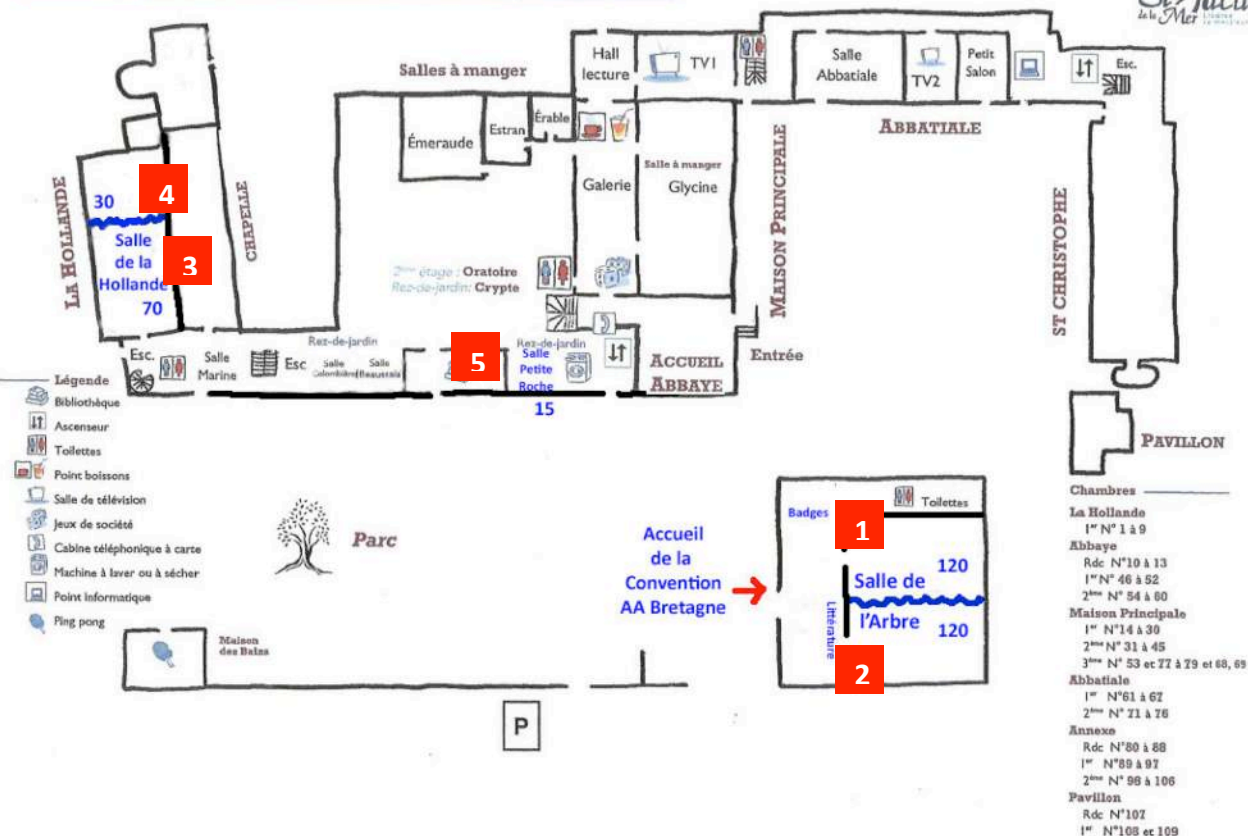 St Jacut
de la Mer
Salles à manger
Hall
lecture
TV1
Salle
Abbatiale
TV2
Petit
Salon
Esc.
ABBATIALE
Émeraude
Estran
Érable
Galerie
Salle à manger
Glycine
MAISON PRINCIPALE
ST CHRISTOPHE
LA HOLLANDE
CHAPELLE
4
30
Salle
de la
Hollande
70
3
2ème étage : Oratoire
Rez-de-jardin: Crypte
Esc.
Salle
Marine
Esc
Rez-de-jardin
Salle
Colombière
Salle
Beaussais
5
Rez-de-jardin
Salle
Petite
Roche
15
ACCUEIL
ABBAYE
Entrée
PAVILLON
Légende
Bibliothèque
Ascenseur
Toilettes
Point boissons
Salle de télévision
Jeux de société
Cabine téléphonique à carte
Machine à laver ou à sécher
Point Informatique
Ping pong
Parc
Accueil
de la
Convention
AA Bretagne
Badges
1
Toilettes
120
Salle de
l'Arbre
120
Littérature
2
Maison
des Bains
P
Chambres
La Hollande
1er N° 1 à 9
Abbaye
Rdc N°10 à 13
1er N° 46 à 52
2ème N° 54 à 60
Maison Principale
1er N°14 à 30
2ème N° 31 à 45
3ème N° 53 et 77 à 79 et 68, 69
Abbatiale
1er N°61 à 67
2ème N° 71 à 76
Annexe
Rdc N°80 à 88
1er N°89 à 97
2ème N° 98 à 106
Pavillon
Rdc N°107
1er N°108 et 109